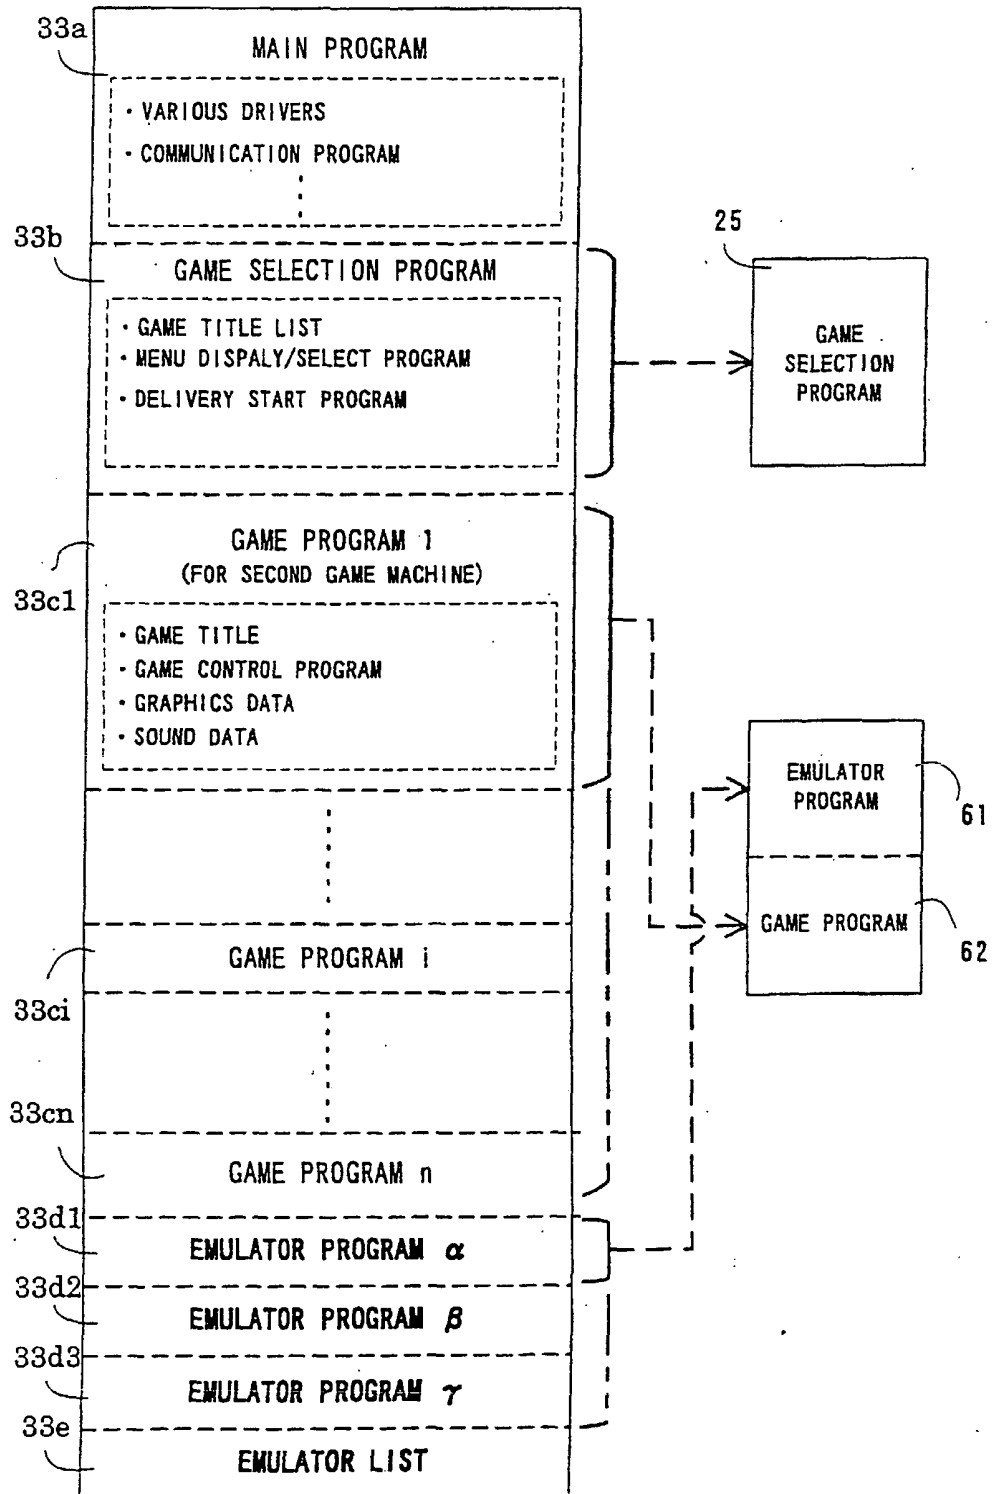 33a
MAIN PROGRAM
· VARIOUS DRIVERS
· COMMUNICATION PROGRAM
33b
GAME SELECTION PROGRAM
· GAME TITLE LIST
· MENU DISPALY/SELECT PROGRAM
· DELIVERY START PROGRAM
25
GAME
SELECTION
PROGRAM
33c1
GAME PROGRAM 1
(FOR SECOND GAME MACHINE)
· GAME TITLE
· GAME CONTROL PROGRAM
· GRAPHICS DATA
· SOUND DATA
EMULATOR
PROGRAM
61
GAME PROGRAM
62
33ci
GAME PROGRAM i
33cn
GAME PROGRAM n
33d1
EMULATOR PROGRAM α
33d2
EMULATOR PROGRAM β
33d3
EMULATOR PROGRAM γ
33e
EMULATOR LIST